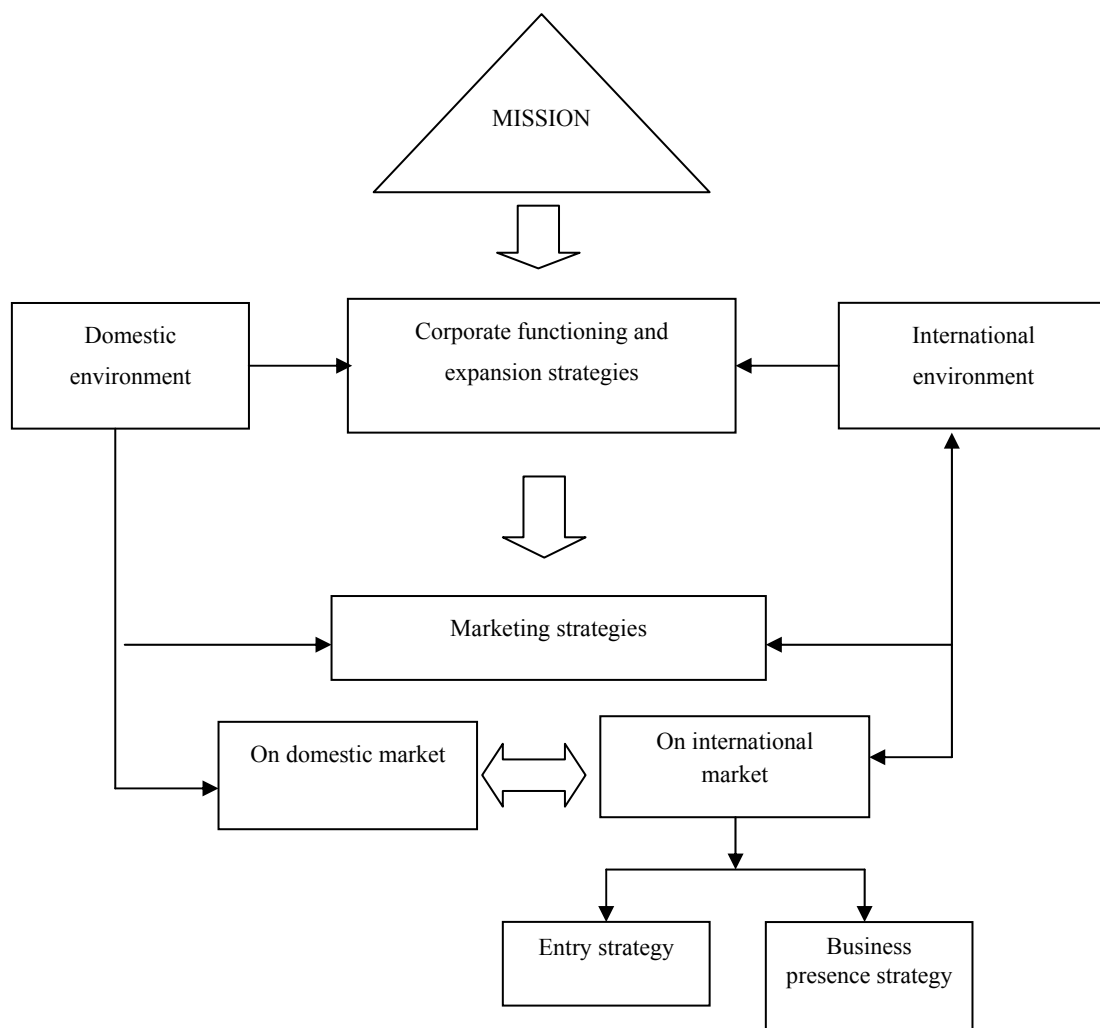 MISSION
Domestic
environment
Corporate functioning and
expansion strategies
International
environment
Marketing strategies
On domestic market
On international
market
Entry strategy
Business
presence strategy